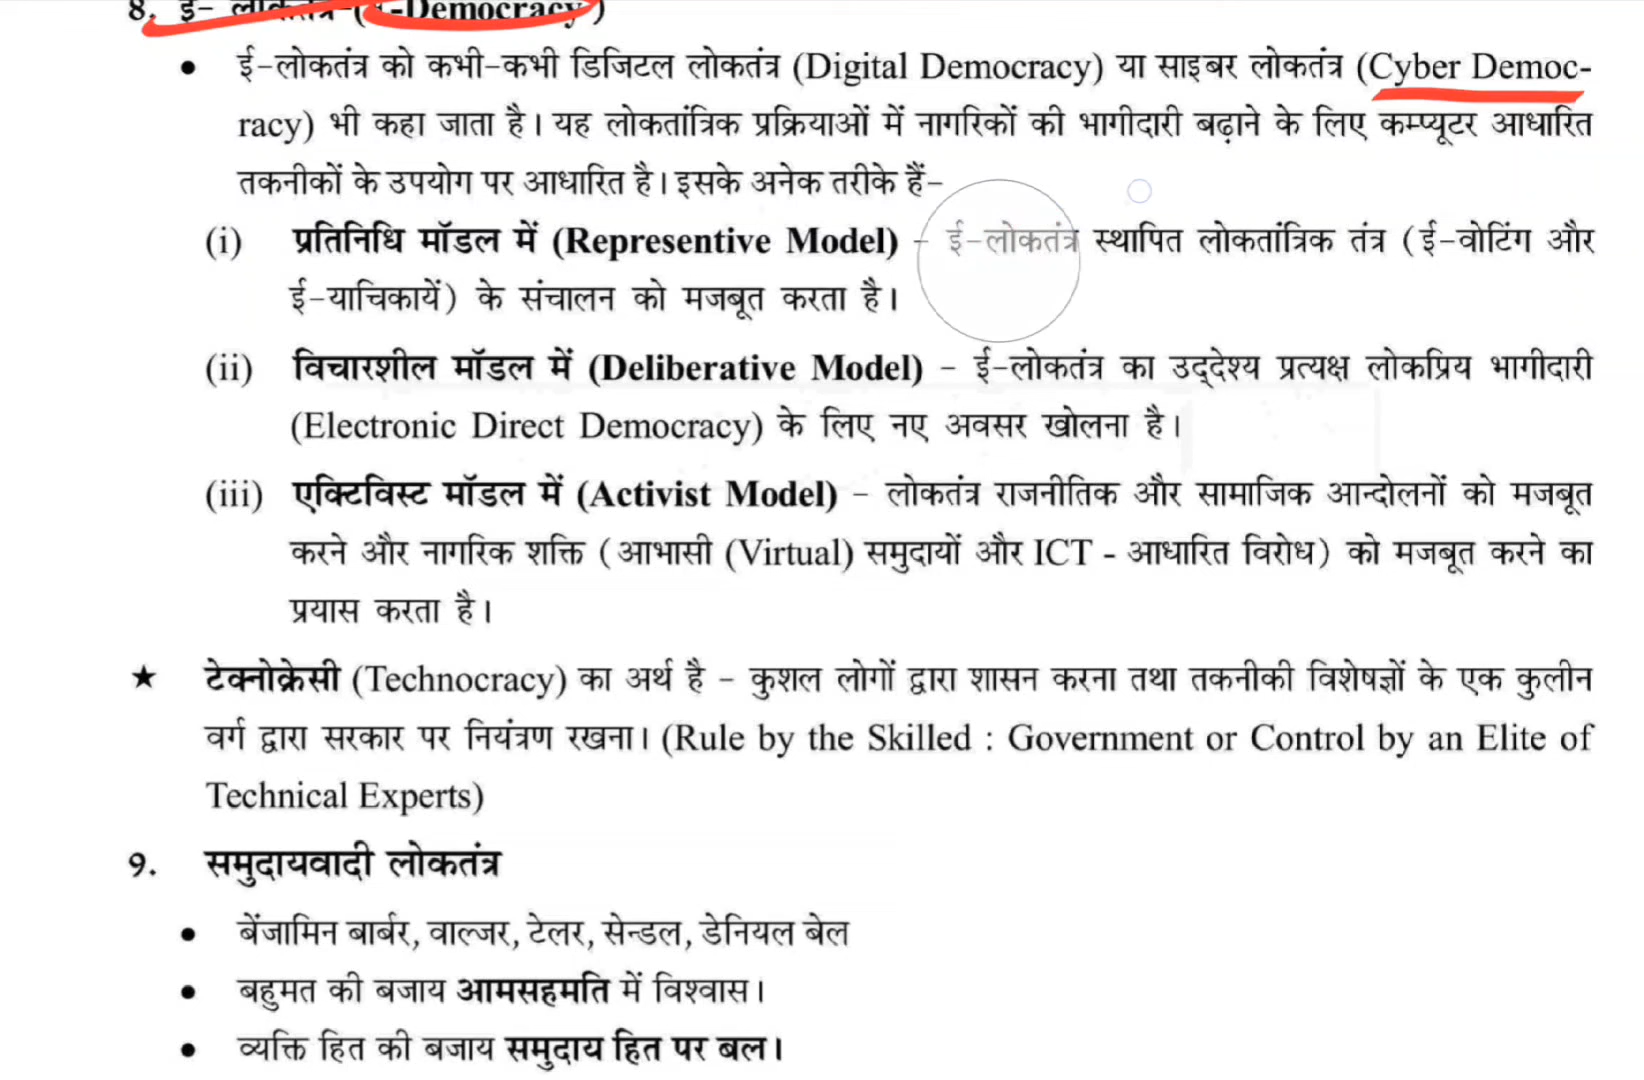 8. ई- लोकतंत्र (-Democracy)
• ई-लोकतंत्र को कभी-कभी डिजिटल लोकतंत्र (Digital Democracy) या साइबर लोकतंत्र (Cyber Democ-
racy) भी कहा जाता है। यह लोकतांत्रिक प्रक्रियाओं में नागरिकों की भागीदारी बढ़ाने के लिए कम्प्यूटर आधारित
तकनीकों के उपयोग पर आधारित है। इसके अनेक तरीके हैं-
(i) प्रतिनिधि मॉडल में (Representive Model) - ई-लोकतंत्र स्थापित लोकतांत्रिक तंत्र (ई-वोटिंग और
ई-याचिकायें) के संचालन को मजबूत करता है।
(ii) विचारशील मॉडल में (Deliberative Model) - ई-लोकतंत्र का उद्देश्य प्रत्यक्ष लोकप्रिय भागीदारी
(Electronic Direct Democracy) के लिए नए अवसर खोलना है।
(iii) एक्टिविस्ट मॉडल में (Activist Model) - लोकतंत्र राजनीतिक और सामाजिक आन्दोलनों को मजबूत
करने और नागरिक शक्ति (आभासी (Virtual) समुदायों और ICT - आधारित विरोध) को मजबूत करने का
प्रयास करता है।
★ टेक्नोक्रेसी (Technocracy) का अर्थ है - कुशल लोगों द्वारा शासन करना तथा तकनीकी विशेषज्ञों के एक कुलीन
वर्ग द्वारा सरकार पर नियंत्रण रखना। (Rule by the Skilled : Government or Control by an Elite of
Technical Experts)
9. समुदायवादी लोकतंत्र
• बेंजामिन बार्बर, वाल्जर, टेलर, सेन्डल, डेनियल बेल
• बहुमत की बजाय आमसहमति में विश्वास।
• व्यक्ति हित की बजाय समुदाय हित पर बल।